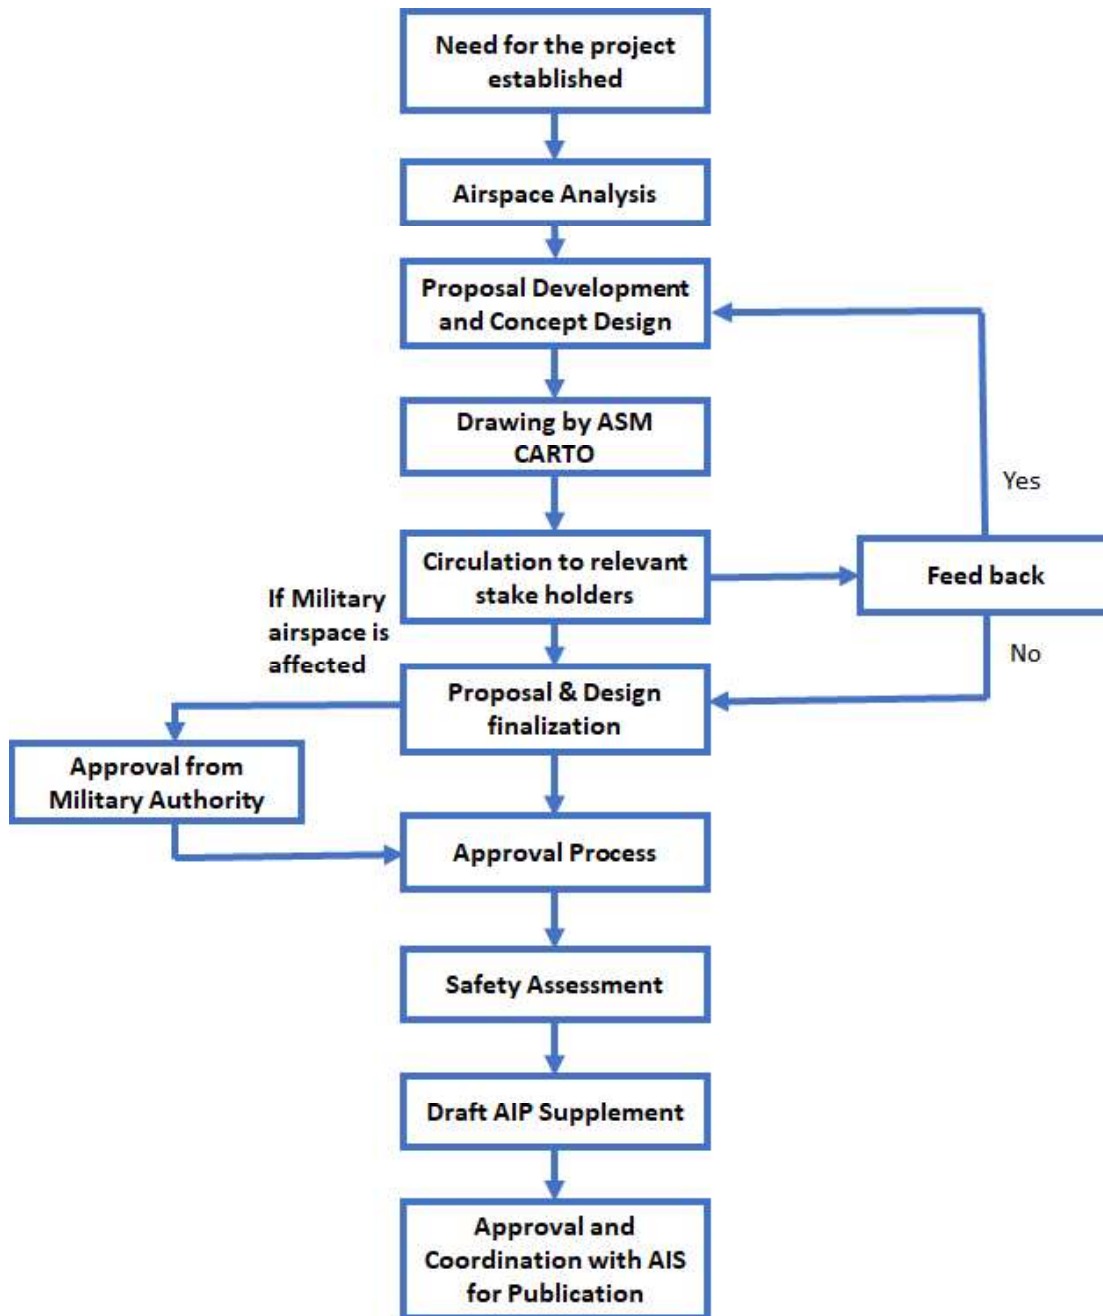 Need for the project
established
Airspace Analysis
Proposal Development
and Concept Design
Drawing by ASM
CARTO
Yes
Circulation to relevant
stake holders
Feed back
If Military
airspace is
affected
No
Proposal & Design
finalization
Approval from
Military Authority
Approval Process
Safety Assessment
Draft AIP Supplement
Approval and
Coordination with AIS
for Publication